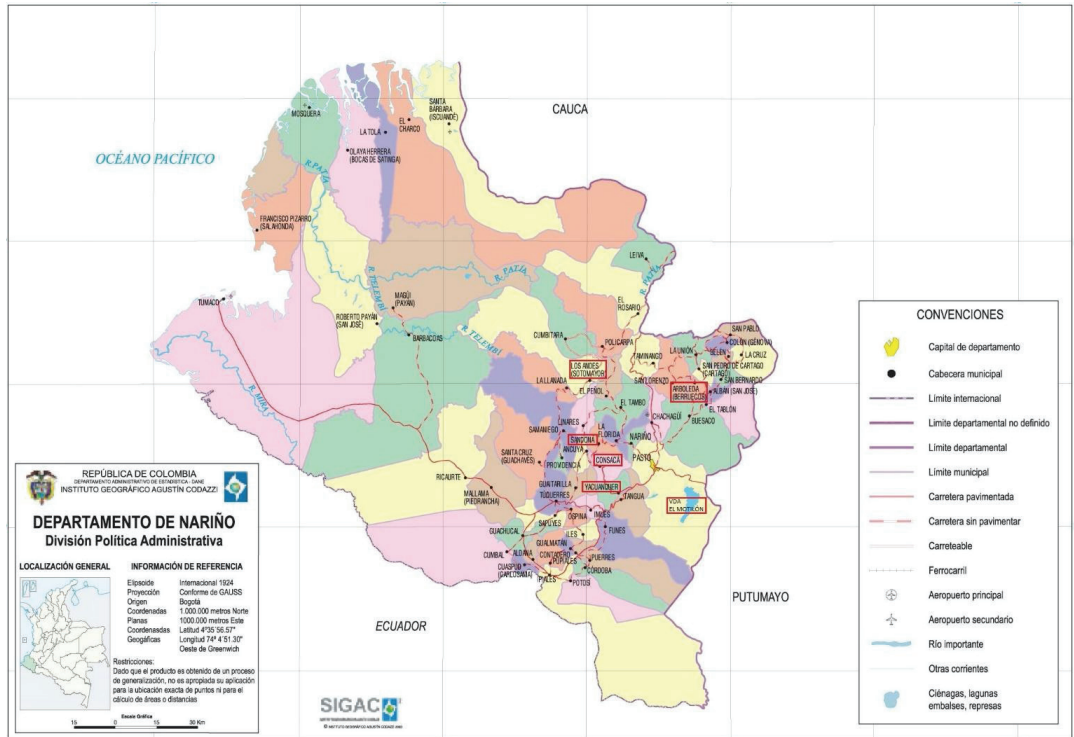 CAUCA
OCÉANO PACÍFICO
MOSQUERA
LA TOLA
EL
CHARCO
SANTA
BÁRBARA
(ISCUANDÉ)
OLAYA HERRERA
(BOCAS DE SATINGA)
R. PATÍA
FRANCISCO PIZARRO
(SALAHONDA)
TUMACO
R. MIRA
R. TELEMBÍ
R. PATÍA
MAGÜI
(PAYÁN)
ROBERTO PAYÁN
(SAN JOSÉ)
BARBACOAS
R. TELEMBÍ
LEIVA
R. PATÍA
EL
ROSARIO
CUMBITARA
POLICARPA
TAMINANGO
SAN PABLO
COLÓN (GÉNOVA)
LA UNIÓN
BELÉN
LA CRUZ
SAN PEDRO DE CARTAGO
(CARTAGO)
SAN BERNARDO
LOS ANDES
(SOTOMAYOR)
LA LLANADA
EL PEÑOL
SAN LORENZO
ARBOLEDA
(BERRUECOS)
ALBÁN (SAN JOSÉ)
EL TABLÓN
EL TAMBO
CHACHAGÜÍ
BUESACO
LINARES
SAMANIEGO
LA
FLORIDA
SANDONA
NARIÑO
ANCUYA
PASTO
SANTA CRUZ
(GUACHAVÉS)
PROVIDENCIA
CONSACÁ
RICAURTE
MALLAMA
(PIEDRANCHA)
GUAITARILLA
YACUANQUER
TÚQUERRES
TANGUA
VDA
EL MOTILÓN
OSPINA
IMUÉS
SAPUYES
GUACHUCAL
ILES
FUNES
GUALMATÁN
CUMBAL
ALDANA
CONTADERO
PUPIALES
PUERRES
CUASPUD
(CARLOSAMA)
CÓRDOBA
IPIALES
POTOSÍ
PUTUMAYO
ECUADOR
REPÚBLICA DE COLOMBIA
DEPARTAMENTO ADMINISTRATIVO DE ESTADÍSTICA - DANE
INSTITUTO GEOGRÁFICO AGUSTÍN CODAZZI
DEPARTAMENTO DE NARIÑO
División Política Administrativa
LOCALIZACIÓN GENERAL
INFORMACIÓN DE REFERENCIA
Elipsoide Internacional 1924
Proyección Conforme de GAUSS
Origen Bogotá
Coordenadas 1.000.000 metros Norte
Planas 1000.000 metros Este
Coordenasdas Latitud 4º35´56.57"
Geográficas Longitud 74º 4´51.30"
Oeste de Greenwich
Restricciones:
Dado que el producto es obtenido de un proceso
de generalización, no es apropiada su aplicación
para la ubicación exacta de puntos ni para el
cálculo de áreas o distancias
Escala Gráfica
15 0 15 30 Km
SIGAC
CONVENCIONES
Capital de departamento
Cabecera municipal
Límite internacional
Límite departamental no definido
Límite departamental
Límite municipal
Carretera pavimentada
Carretera sin pavimentar
Carreteable
Ferrocarril
Aeropuerto principal
Aeropuerto secundario
Río importante
Otras corrientes
Ciénagas, lagunas
embalses, represas